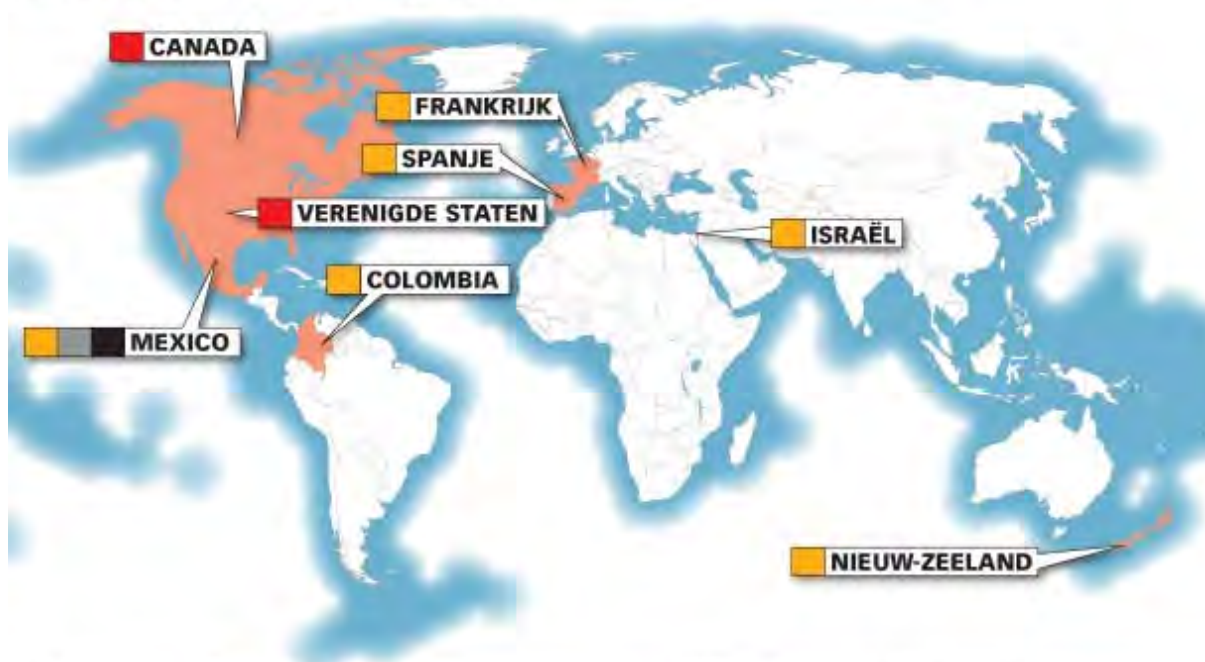 CANADA
FRANKRIJK
SPANJE
VERENIGDE STATEN
ISRAËL
COLOMBIA
MEXICO
NIEUW-ZEELAND